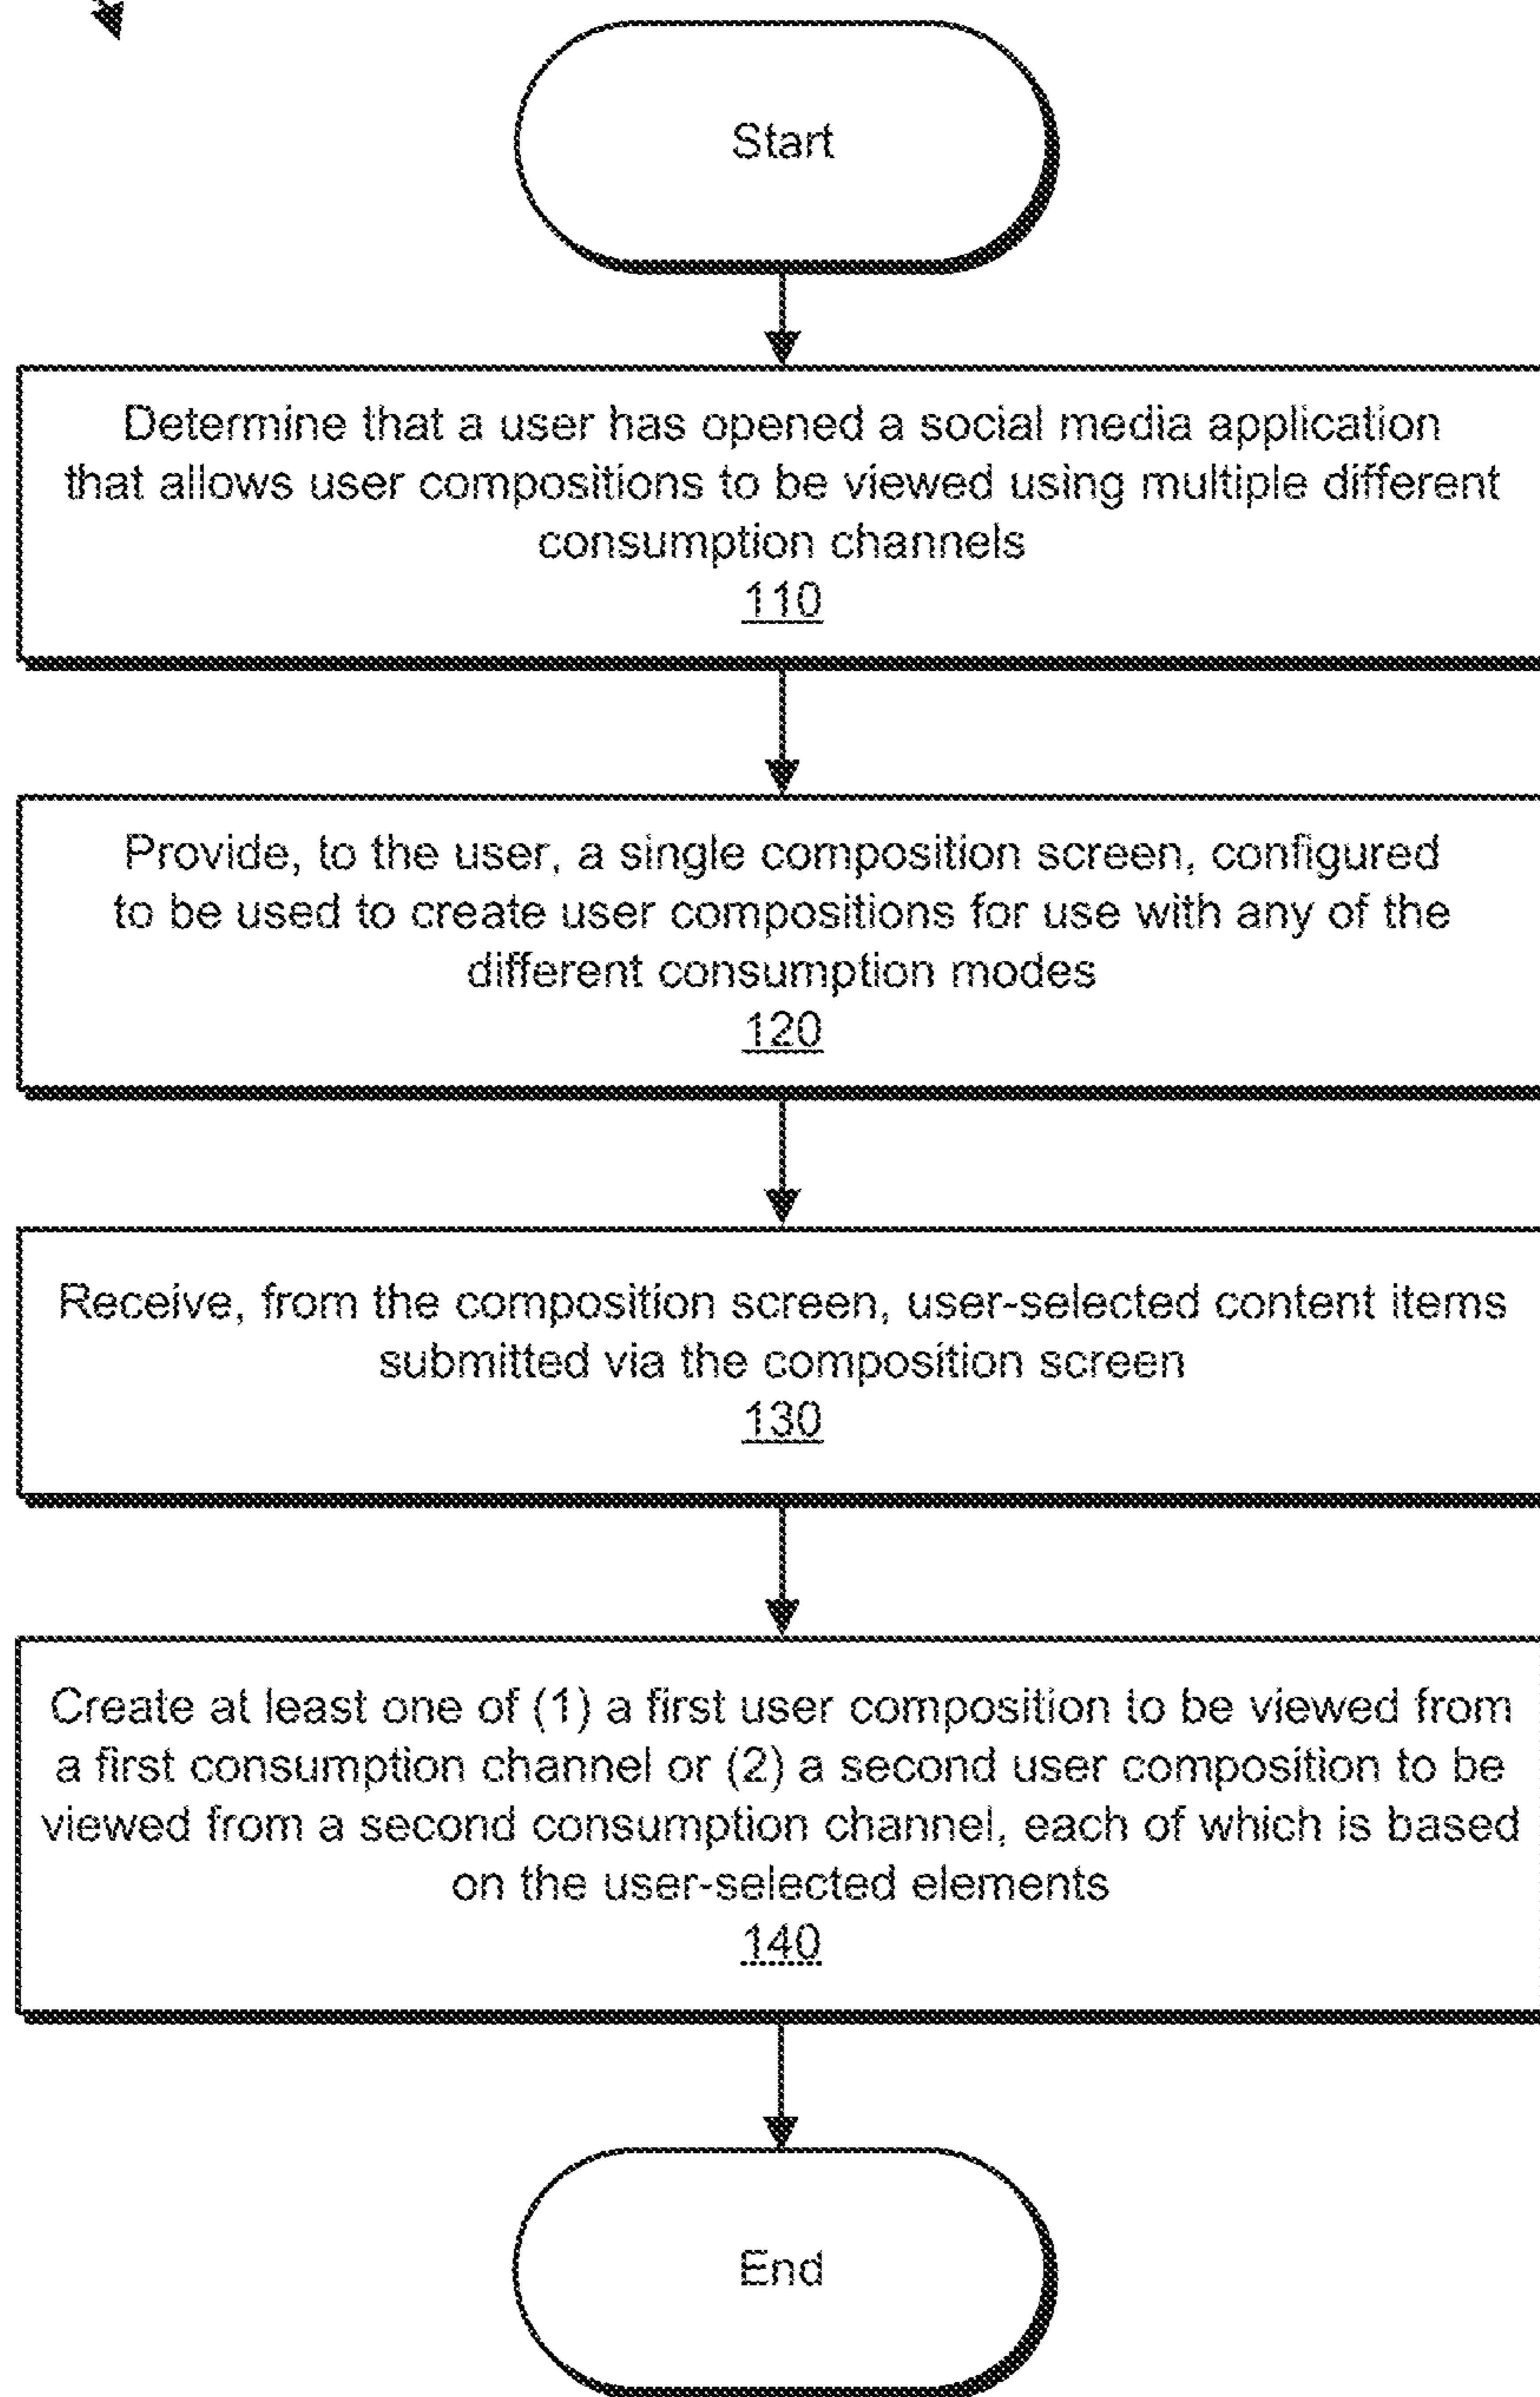 Start
Determine that a user has opened a social media application
that allows user compositions to be viewed using multiple different
consumption channels
110
Provide, to the user, a single composition screen, configured
to be used to create user compositions for use with any of the
different consumption modes
120
Receive, from the composition screen, user-selected content items
submitted via the composition screen
130
Create at least one of (1) a first user composition to be viewed from
a first consumption channel or (2) a second user composition to be
viewed from a second consumption channel, each of which is based
on the user-selected elements
140
End